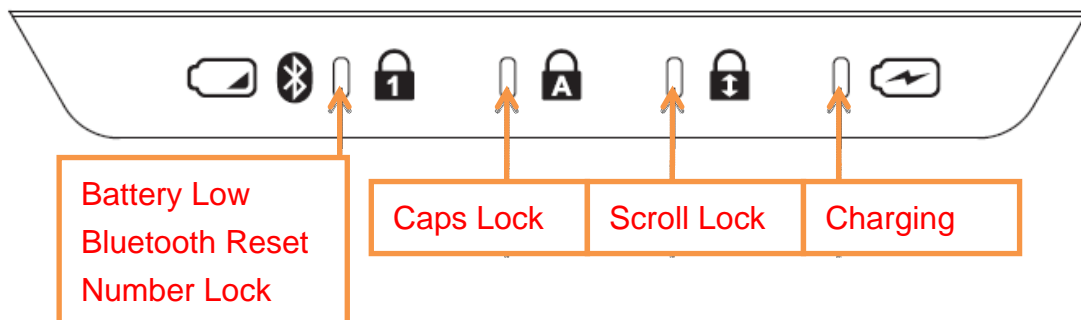 1
A
Battery Low
Bluetooth Reset
Number Lock
Caps Lock
Scroll Lock
Charging